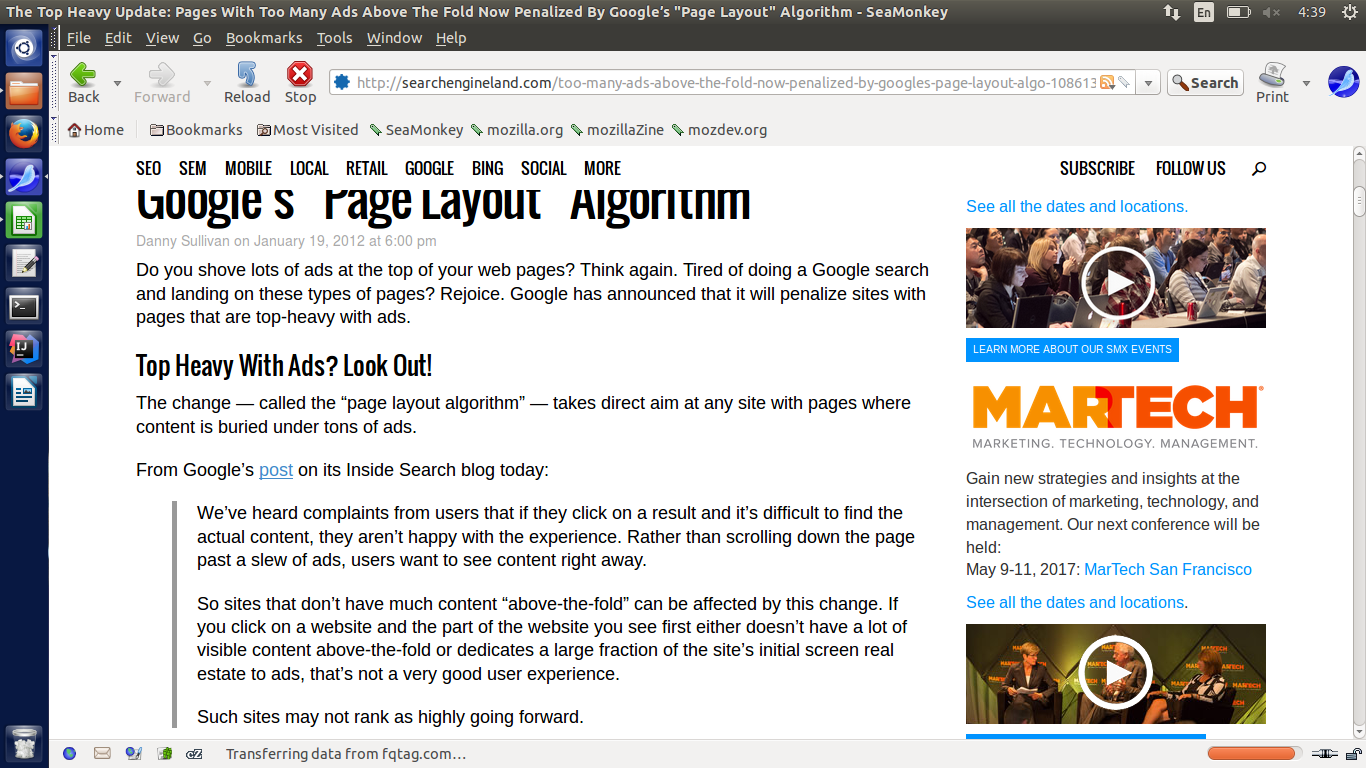 The Top Heavy Update: Pages With Too Many Ads Above The Fold Now Penalized By Google’s "Page Layout" Algorithm - SeaMonkey
En
4:39
File Edit View Go Bookmarks Tools Window Help
Back
Forward
Reload
Stop
http://searchengineland.com/too-many-ads-above-the-fold-now-penalized-by-googles-page-layout-algo-108613
Search
Print
Home
Bookmarks
Most Visited
SeaMonkey
mozilla.org
mozillaZine
mozdev.org
SEO SEM MOBILE LOCAL RETAIL GOOGLE BING SOCIAL MORE
SUBSCRIBE FOLLOW US
Google’s "Page Layout" Algorithm
Danny Sullivan on January 19, 2012 at 6:00 pm
Do you shove lots of ads at the top of your web pages? Think again. Tired of doing a Google search
and landing on these types of pages? Rejoice. Google has announced that it will penalize sites with
pages that are top-heavy with ads.
Top Heavy With Ads? Look Out!
The change — called the “page layout algorithm” — takes direct aim at any site with pages where
content is buried under tons of ads.
From Google’s post on its Inside Search blog today:
We’ve heard complaints from users that if they click on a result and it’s difficult to find the
actual content, they aren’t happy with the experience. Rather than scrolling down the page
past a slew of ads, users want to see content right away.
So sites that don’t have much content “above-the-fold” can be affected by this change. If
you click on a website and the part of the website you see first either doesn’t have a lot of
visible content above-the-fold or dedicates a large fraction of the site’s initial screen real
estate to ads, that’s not a very good user experience.
Such sites may not rank as highly going forward.
See all the dates and locations.
LEARN MORE ABOUT OUR SMX EVENTS
MARTECH®
MARKETING. TECHNOLOGY. MANAGEMENT.
Gain new strategies and insights at the
intersection of marketing, technology, and
management. Our next conference will be
held:
May 9-11, 2017: MarTech San Francisco
See all the dates and locations.
MARTECH
Transferring data from fqtag.com…